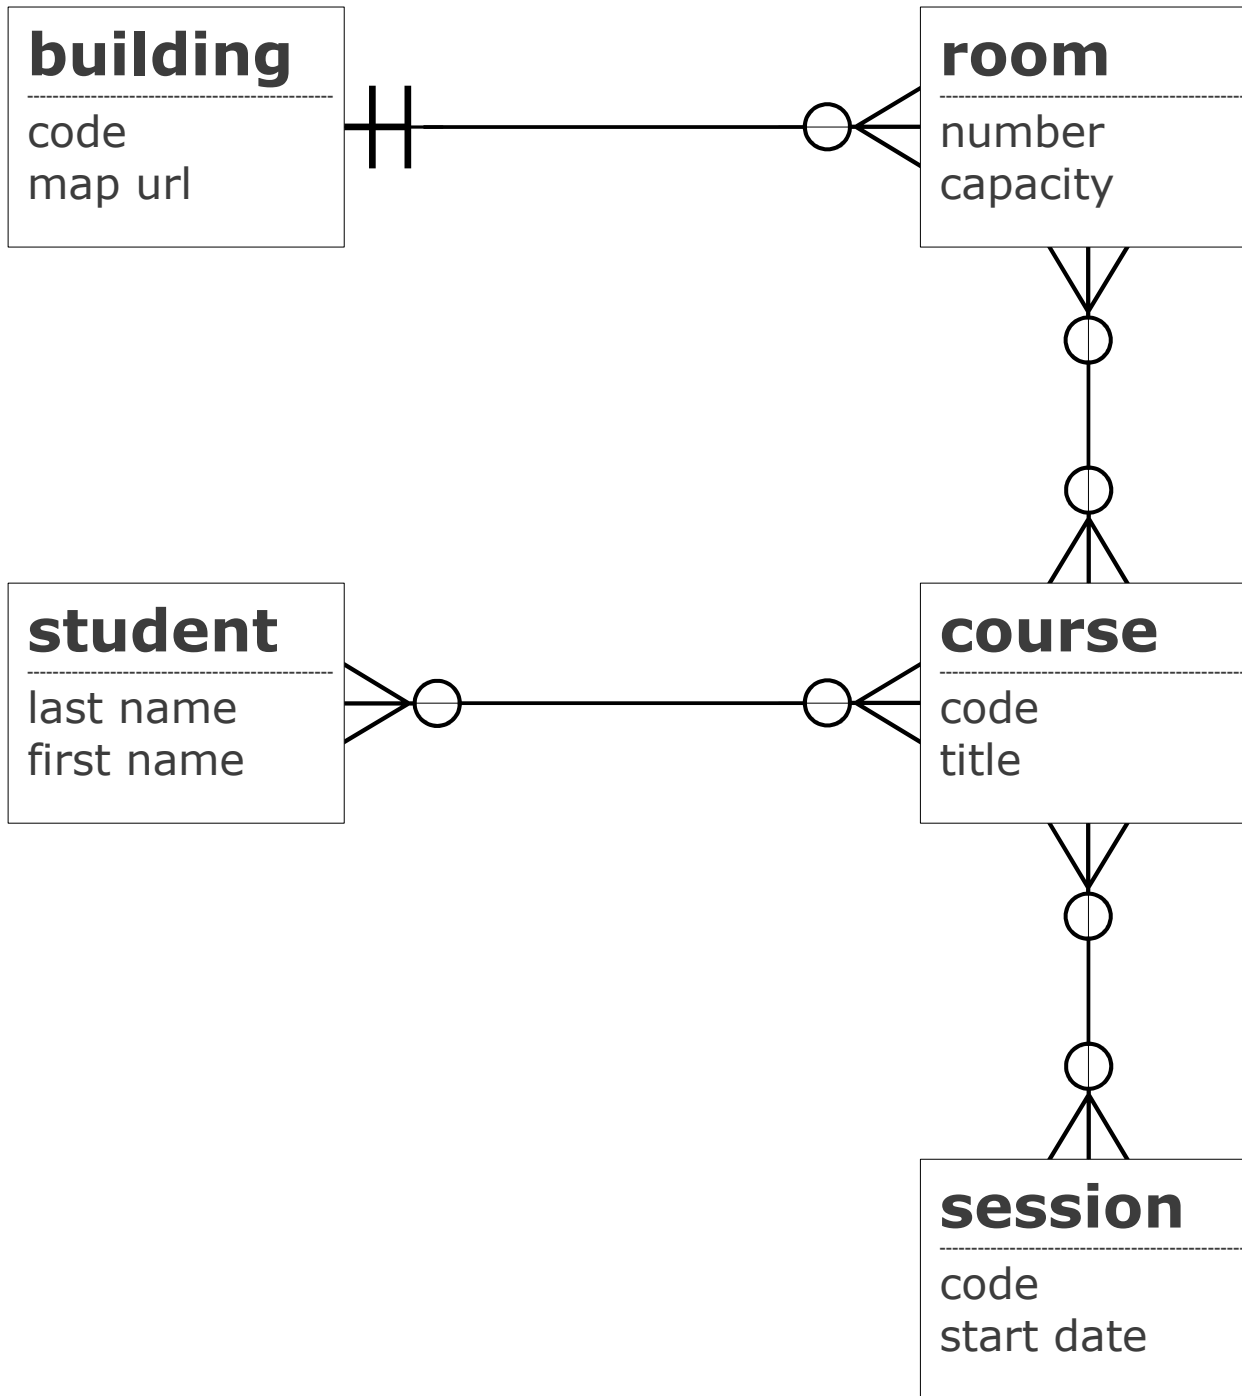 building
code
map url
room
number
capacity
student
last name
first name
course
code
title
session
code
start date